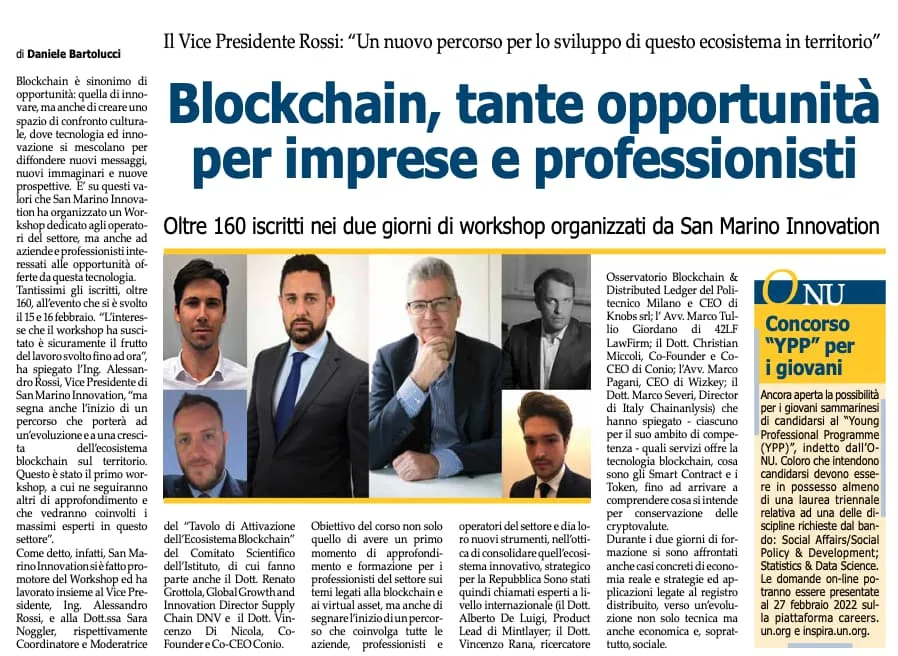 Il Vice Presidente Rossi: “Un nuovo percorso per lo sviluppo di questo ecosistema in territorio”
Blockchain, tante opportunità
per imprese e professionisti
Oltre 160 iscritti nei due giorni di workshop organizzati da San Marino Innovation
di Daniele Bartolucci
Blockchain è sinonimo di
opportunità: quella di inno-
vare, ma anche di creare uno
spazio di confronto cultura-
le, dove tecnologia ed inno-
vazione si mescolano per
diffondere nuovi messaggi,
nuovi immaginari e nuove
prospettive. E’ su questi va-
lori che San Marino Innova-
tion ha organizzato un Wor-
kshop dedicato agli operato-
ri del settore, ma anche ad
aziende e professionisti inte-
ressati alle opportunità of-
ferte da questa tecnologia.
Tantissimi gli iscritti, oltre
160, all’evento che si è svolto
il 15 e 16 febbraio. “L’interes-
se che il workshop ha susci-
tato è sicuramente il frutto
del lavoro svolto fino ad ora”,
ha spiegato l’Ing. Alessan-
dro Rossi, Vice Presidente di
San Marino Innovation, “ma
segna anche l’inizio di un
percorso che porterà ad
un’evoluzione e a una cresci-
ta dell’ecosistema
blockchain sul territorio.
Questo è stato il primo wor-
kshop, a cui ne seguiranno
altri di approfondimento e
che vedranno coinvolti i
massimi esperti in questo
settore”.
Come detto, infatti, San Ma-
rino Innovation si è fatto pro-
motore del Workshop ed ha
lavorato insieme al Vice Pre-
sidente, Ing. Alessandro
Rossi, e alla Dott.ssa Sara
Noggler, rispettivamente
Coordinatore e Moderatrice
del “Tavolo di Attivazione
dell’Ecosistema Blockchain”
del Comitato Scientifico
dell’Istituto, di cui fanno
parte anche il Dott. Renato
Grottola, Global Growth and
Innovation Director Supply
Chain DNV e il Dott. Vin-
cenzo Di Nicola, Co-
Founder e Co-CEO Conio.
Obiettivo del corso non solo
quello di avere un primo
momento di approfondi-
mento e formazione per i
professionisti del settore sui
temi legati alla blockchain e
ai virtual asset, ma anche di
segnare l’inizio di un percor-
so che coinvolga tutte le
aziende, professionisti e
operatori del settore e dia lo-
ro nuovi strumenti, nell’otti-
ca di consolidare quell’ecosi-
stema innovativo, strategico
per la Repubblica Sono stati
quindi chiamati esperti a li-
vello internazionale (il Dott.
Alberto De Luigi, Product
Lead di Mintlayer; il Dott.
Vincenzo Rana, ricercatore
Osservatorio Blockchain &
Distributed Ledger del Poli-
tecnico Milano e CEO di
Knobs srl; l’ Avv. Marco Tul-
lio Giordano di 42LF
LawFirm; il Dott. Christian
Miccoli, Co-Founder e Co-
CEO di Conio; l’Avv. Marco
Pagani, CEO di Wizkey; il
Dott. Marco Severi, Director
di Italy Chainanlysis) che
hanno spiegato - ciascuno
per il suo ambito di compe-
tenza - quali servizi offre la
tecnologia blockchain, cosa
sono gli Smart Contract e i
Token, fino ad arrivare a
comprendere cosa si intende
per conservazione delle
cryptovalute.
Durante i due giorni di for-
mazione si sono affrontati
anche casi concreti di econo-
mia reale e strategie ed ap-
plicazioni legate al registro
distribuito, verso un’evolu-
zione non solo tecnica ma
anche economica e, soprat-
tutto, sociale.
ONU
Concorso
“YPP” per
i giovani
Ancora aperta la possibilità
per i giovani sammarinesi
di candidarsi al “Young
Professional Programme
(YPP)”, indetto dall’O-
NU. Coloro che intendono
candidarsi devono esse-
re in possesso almeno
di una laurea triennale
relativa ad una delle di-
scipline richieste dal ban-
do: Social Affairs/Social
Policy & Development;
Statistics & Data Science.
Le domande on-line po-
tranno essere presentate
al 27 febbraio 2022 sul-
la piattaforma careers.
un.org e inspira.un.org.